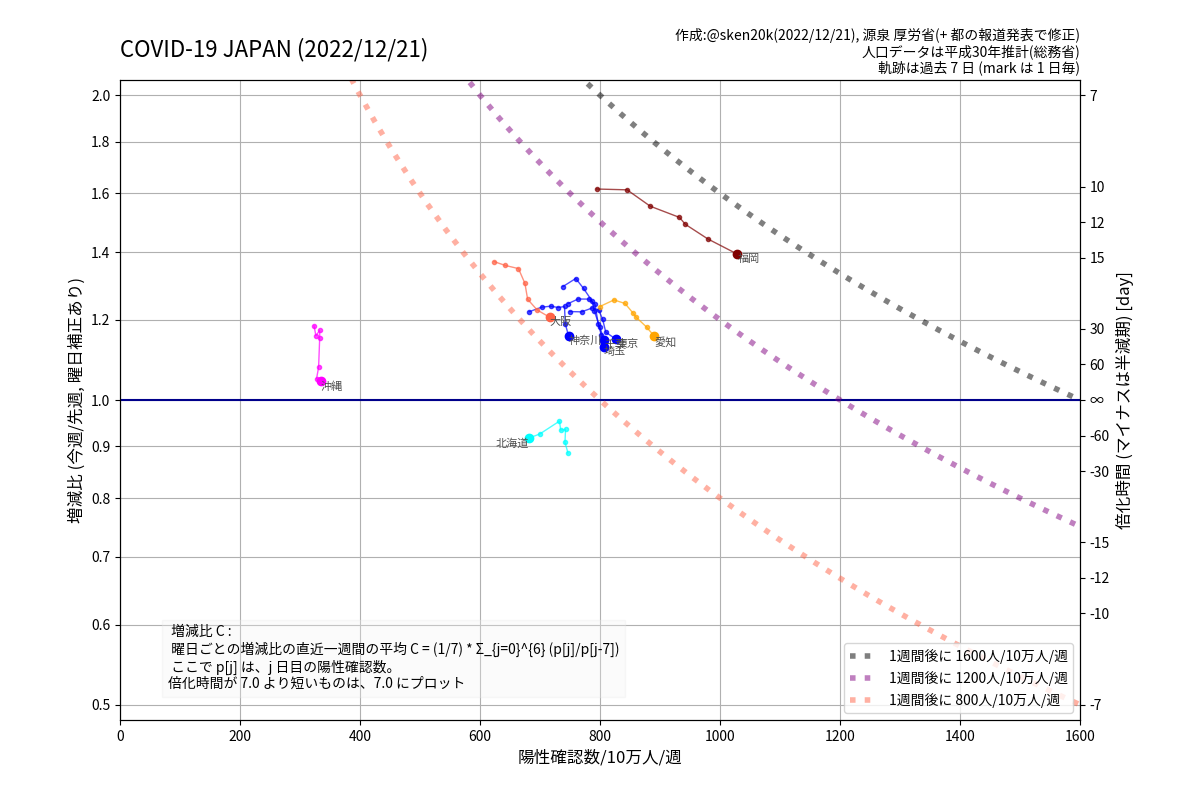 COVID-19 JAPAN (2022/12/21)
作成:@sken20k(2022/12/21), 源泉 厚労省(+ 都の報道発表で修正)
人口データは平成30年推計(総務省)
軌跡は過去 7 日 (mark は 1 日毎)
増減比 (今週/先週, 曜日補正あり)
2.0
1.8
1.6
1.4
1.2
1.0
0.9
0.8
0.7
0.6
0.5
福岡
大阪
神奈川
東京
埼玉
愛知
沖縄
北海道
7
10
12
15
30
60
∞
-60
-30
-15
-12
-10
-7
倍化時間 (マイナスは半減期) [day]
増減比 C :
曜日ごとの増減比の直近一週間の平均 C = (1/7) * Σ_{j=0}^{6} (p[j]/p[j-7])
ここで p[j] は、j 日目の陽性確認数。
倍化時間が 7.0 より短いものは、7.0 にプロット
1週間後に 1600人/10万人/週
1週間後に 1200人/10万人/週
1週間後に 800人/10万人/週
0
200
400
600
800
1000
1200
1400
1600
陽性確認数/10万人/週